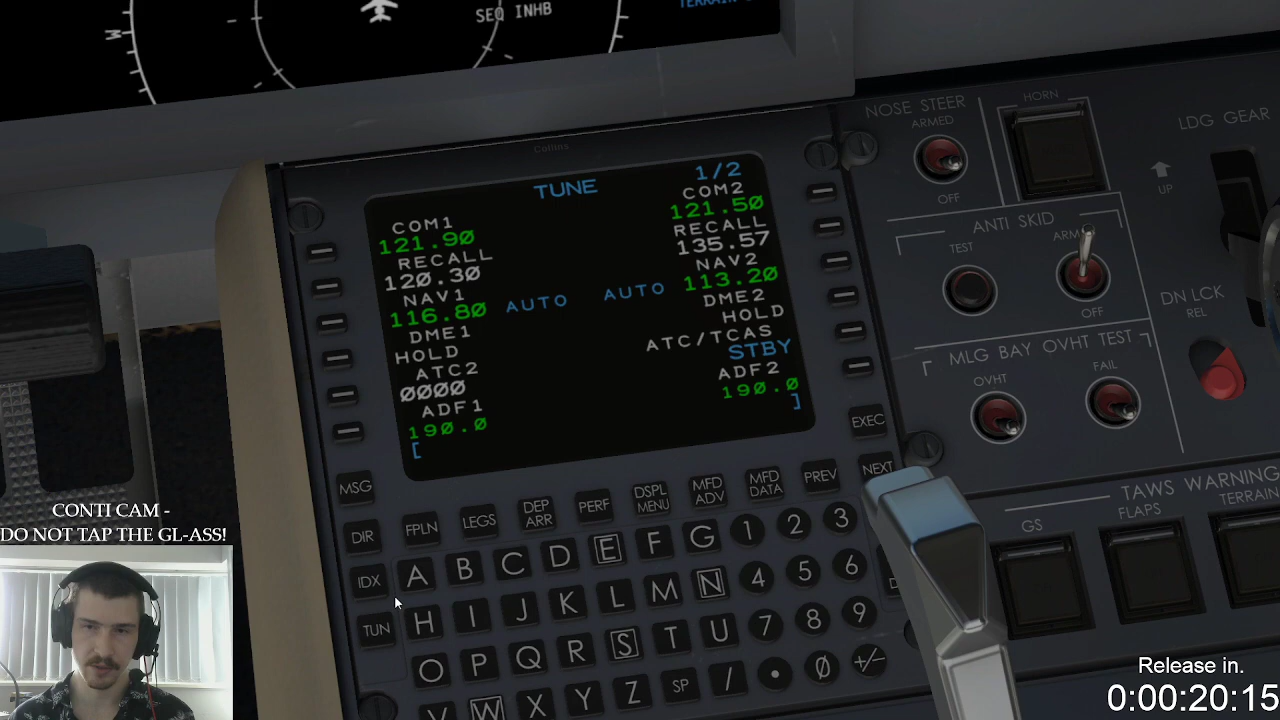 M
SEQ INHB
TERRAIN
Collins
TUNE 1/2
COM1 COM2
121.90 121.50
RECALL RECALL
120.30 135.57
NAV1 NAV2
116.80 AUTO AUTO 113.20
DME1 DME2
HOLD HOLD
ATC2 ATC/TCAS
0000 STBY
ADF1 ADF2
190.0 190.0
[ ]
MSG
DIR FPLN LEGS DEP ARR PERF DSPL MENU MFD ADV MFD DATA PREV NEXT
EXEC
IDX A B C D E F G 1 2 3
TUN H I J K L M N 4 5 6
O P Q R S T U 7 8 9
V W X Y Z SP / . 0 +/-
NOSE STEER
ARMED
OFF
HORN
LDG GEAR
UP
ANTI SKID
TEST
OFF
DN LCK
REL
MLG BAY OVHT TEST
OVHT FAIL
TAWS WARNING
GS FLAPS TERRAIN
CONTI CAM -
DO NOT TAP THE GL-ASS!
Release in.
0:00:20:15